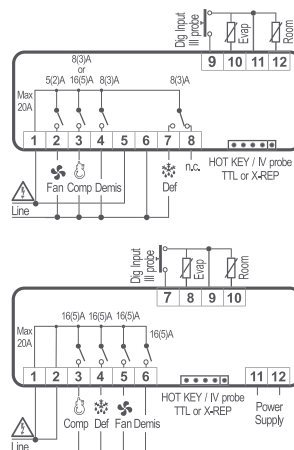 Dig Input
III probe
Evap
Room
8(3)A
or
5(2)A 16(5)A 8(3)A
8(3)A
9 10 11 12
Max
20A
1 2 3 4 5 6 7 8
n.c.
HOT KEY / IV probe
TTL or X-REP
Fan Comp Demis
Def
Line
Dig Input
III probe
Evap
Room
7 8 9 10
16(5)A 16(5)A 16(5)A
16(5)A
Max
20A
1 2 3 4 5 6
11 12
HOT KEY / IV probe
TTL or X-REP
Power
Supply
Comp Def Fan Demis
Line